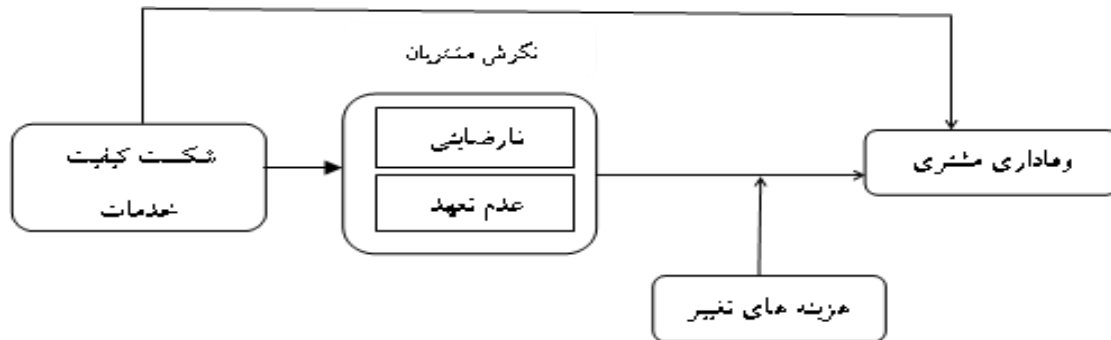 نگرش مشتریان
شکست کیفیت
خدمات
نارضایتی
عدم تعهد
وفاداری مشتری
هزینه های تغییر